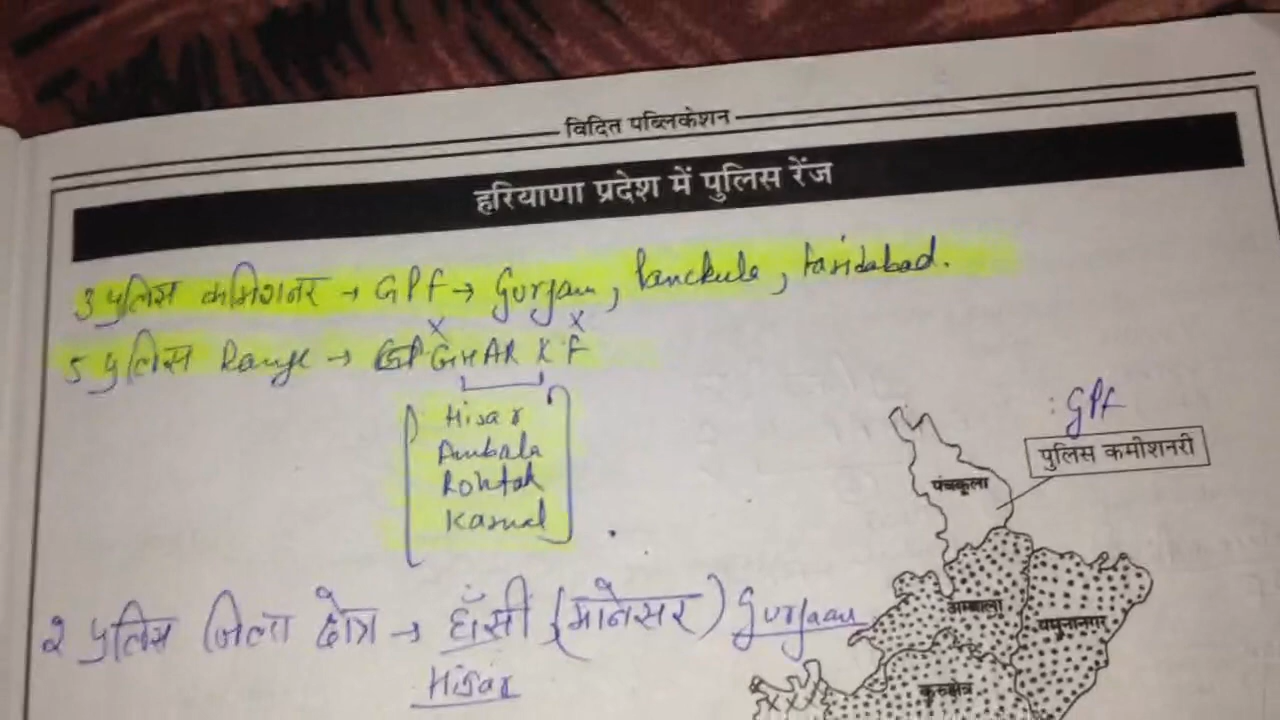 विदित पब्लिकेशन
हरियाणा प्रदेश में पुलिस रेंज
3 पुलिस कमिशनर → GPF → Gurgaon, Panchkula, Faridabad.
x x
5 पुलिस Range → GHAR K F
Hisar
Ambala
Rohtak
Karnal
: GPF
पुलिस कमीशनरी
पंचकूला
अम्बाला
यमुनानगर
कुरुक्षेत्र
2 पुलिस जिला क्षेत्र → हाँसी (मानेसर) Gurgaon
Hisar